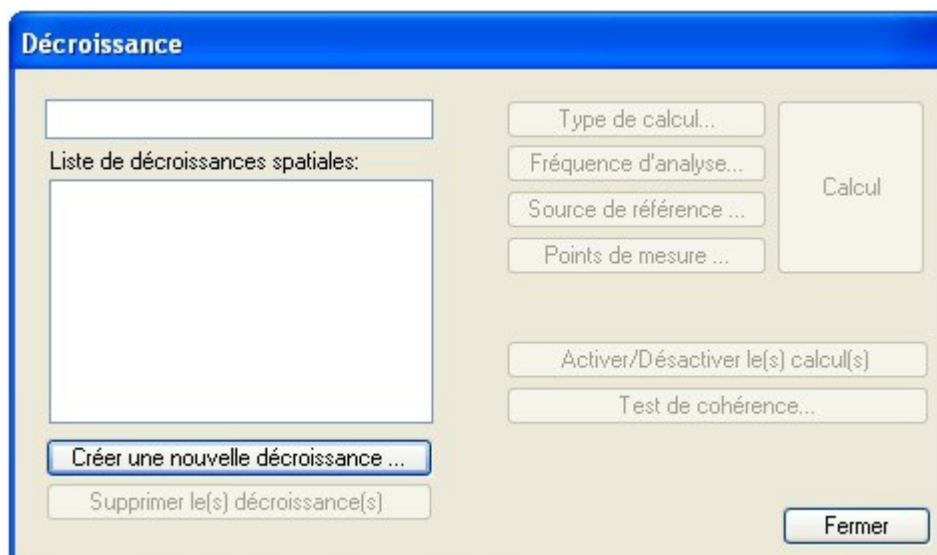 Décroissance
Liste de décroissances spatiales:
Créer une nouvelle décroissance ...
Supprimer le(s) décroissance(s)
Type de calcul...
Fréquence d'analyse...
Source de référence ...
Points de mesure ...
Calcul
Activer/Désactiver le(s) calcul(s)
Test de cohérence...
Fermer